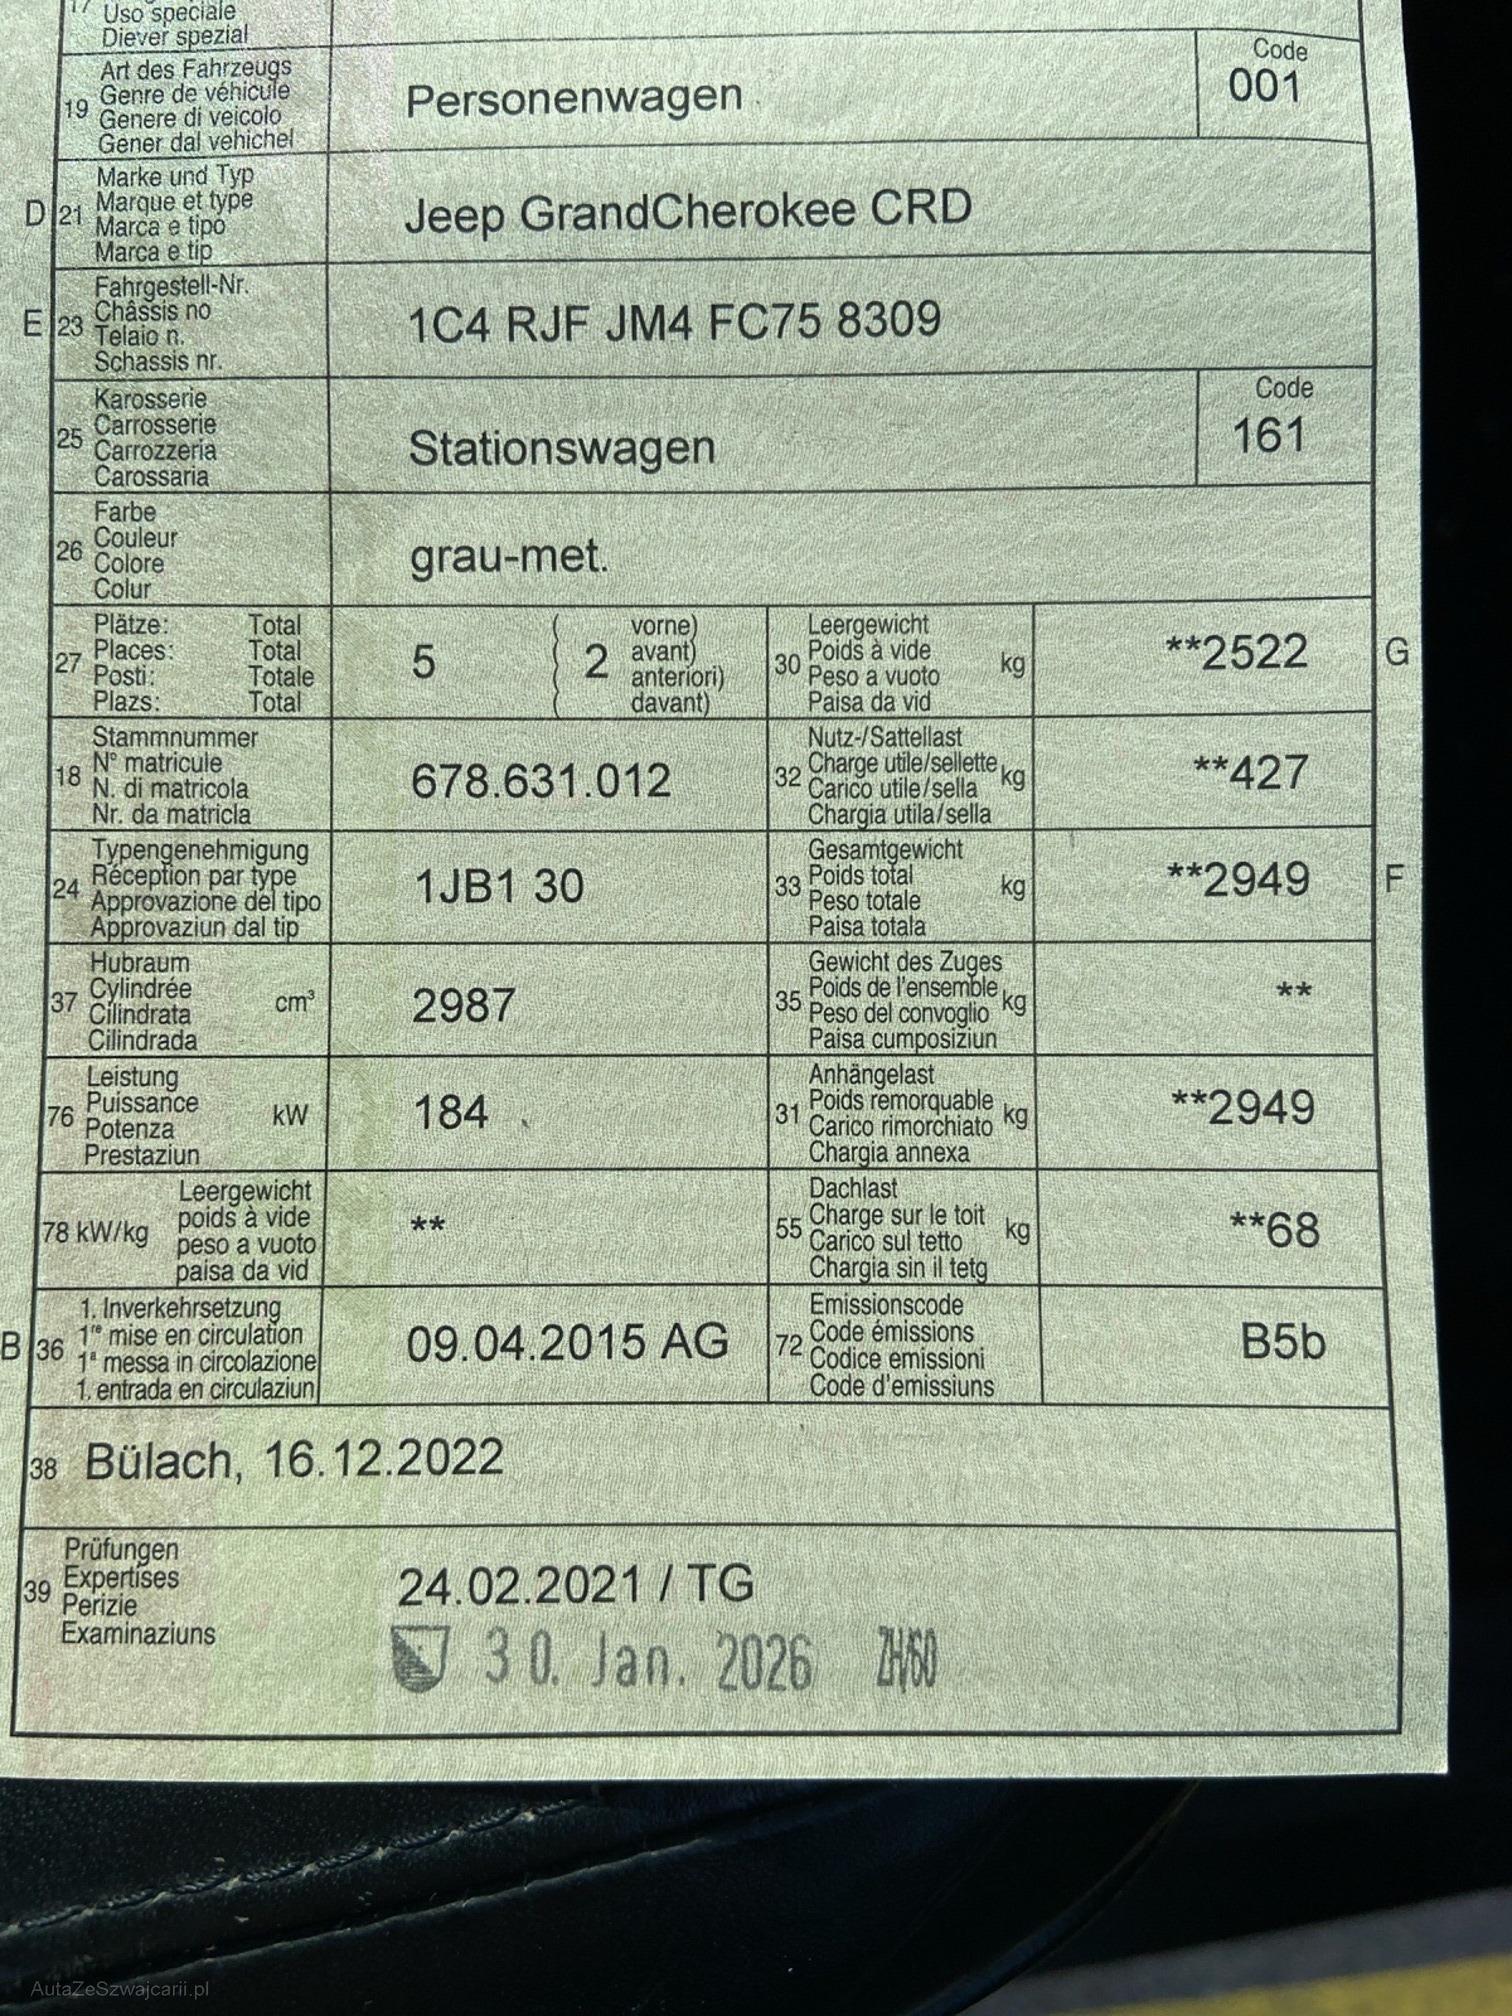 17 Uso speciale
Diever spezial
Art des Fahrzeugs
Genre de véhicule
19 Genere di veicolo
Gener dal vehichel
Personenwagen
Code
001
Marke und Typ
D 21 Marque et type
Marca e tipo
Marca e tip
Jeep GrandCherokee CRD
Fahrgestell-Nr.
E 23 Châssis no
Telaio n.
Schassis nr.
1C4 RJF JM4 FC75 8309
Karosserie
25 Carrosserie
Carrozzeria
Carossaria
Stationswagen
Code
161
Farbe
26 Couleur
Colore
Colur
grau-met.
Plätze: Total
27 Places: Total
Posti: Totale
Plazs: Total
5 ( 2 vorne)
avant)
anteriori)
davant)
Leergewicht
30 Poids à vide kg
Peso a vuoto
Paisa da vid
**2522 G
Stammnummer
18 N° matricule
N. di matricola
Nr. da matricla
678.631.012
Nutz-/Sattellast
32 Charge utile/sellette kg
Carico utile/sella
Chargia utila/sella
**427
Typengenehmigung
24 Réception par type
Approvazione del tipo
Approvaziun dal tip
1JB1 30
Gesamtgewicht
33 Poids total kg
Peso totale
Paisa totala
**2949 F
Hubraum
37 Cylindrée cm³
Cilindrata
Cilindrada
2987
Gewicht des Zuges
35 Poids de l'ensemble kg
Peso del convoglio
Paisa cumposiziun
**
Leistung
76 Puissance kW
Potenza
Prestaziun
184
Anhängelast
31 Poids remorquable kg
Carico rimorchiato
Chargia annexa
**2949
Leergewicht
78 kW/kg poids à vide
peso a vuoto
paisa da vid
**
Dachlast
55 Charge sur le toit kg
Carico sul tetto
Chargia sin il tetg
**68
1. Inverkehrsetzung
B 36 1re mise en circulation
1a messa in circolazione
1. entrada en circulaziun
09.04.2015 AG
Emissionscode
72 Code émissions
Codice emissioni
Code d'emissiuns
B5b
38 Bülach, 16.12.2022
Prüfungen
39 Expertises
Perizie
Examinaziuns
24.02.2021 / TG
30. Jan. 2026 ZH/60
AutaZeSzwajcarii.pl